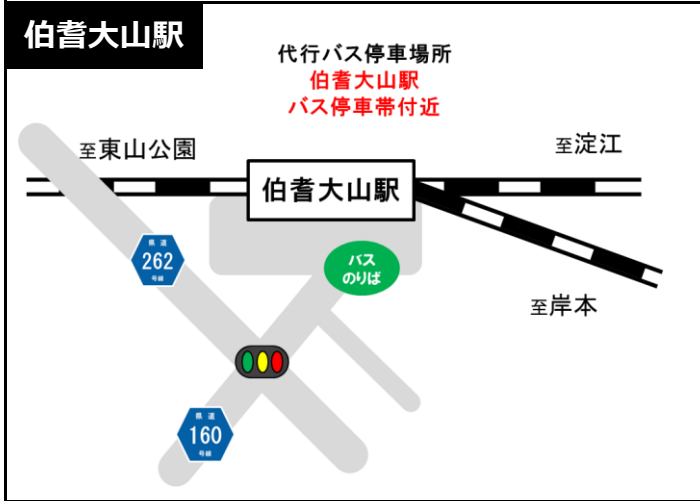 伯耆大山駅
代行バス停車場所
伯耆大山駅
バス停車帯付近
至東山公園
至淀江
伯耆大山駅
県道
262
号線
バス
のりば
至岸本
県道
160
号線